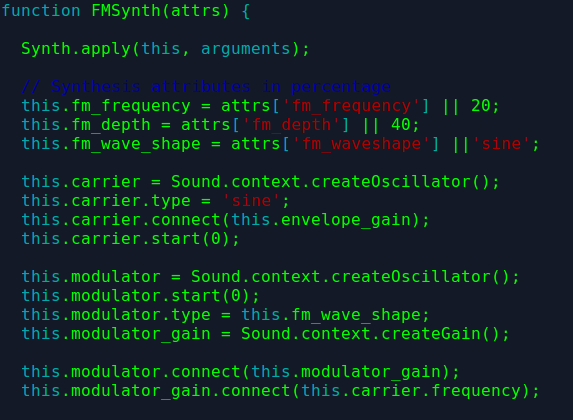 function FMSynth(attrs) {
Synth.apply(this, arguments);
// Synthesis attributes in percentage
this.fm_frequency = attrs['fm_frequency'] || 20;
this.fm_depth = attrs['fm_depth'] || 40;
this.fm_wave_shape = attrs['fm_waveshape'] ||'sine';
this.carrier = Sound.context.createOscillator();
this.carrier.type = 'sine';
this.carrier.connect(this.envelope_gain);
this.carrier.start(0);
this.modulator = Sound.context.createOscillator();
this.modulator.start(0);
this.modulator.type = this.fm_wave_shape;
this.modulator_gain = Sound.context.createGain();
this.modulator.connect(this.modulator_gain);
this.modulator_gain.connect(this.carrier.frequency);